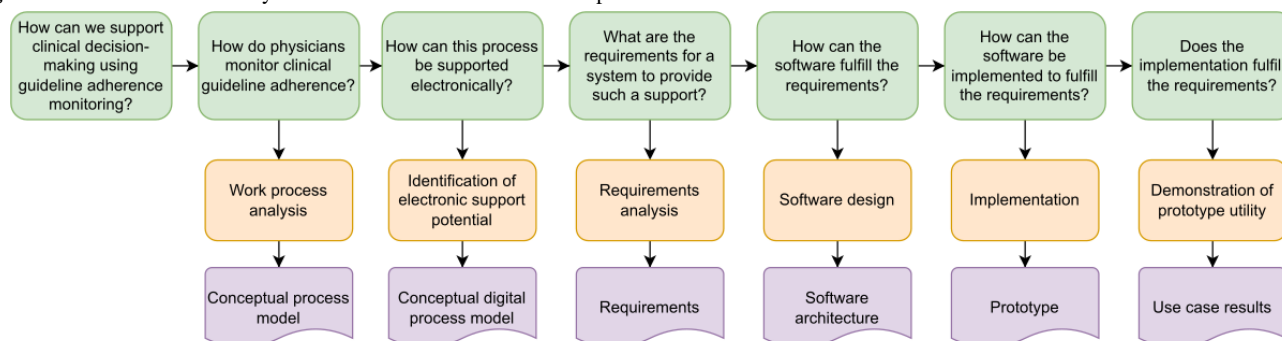 How can we support
clinical decision-
making using
guideline adherence
monitoring?
How do physicians
monitor clinical
guideline adherence?
How can this process
be supported
electronically?
What are the
requirements for a
system to provide
such a support?
How can the
software fulfill the
requirements?
How can the
software be
implemented to fulfill
the requirements?
Does the
implementation fulfill
the requirements?
Work process
analysis
Identification of
electronic support
potential
Requirements
analysis
Software design
Implementation
Demonstration of
prototype utility
Conceptual process
model
Conceptual digital
process model
Requirements
Software
architecture
Prototype
Use case results